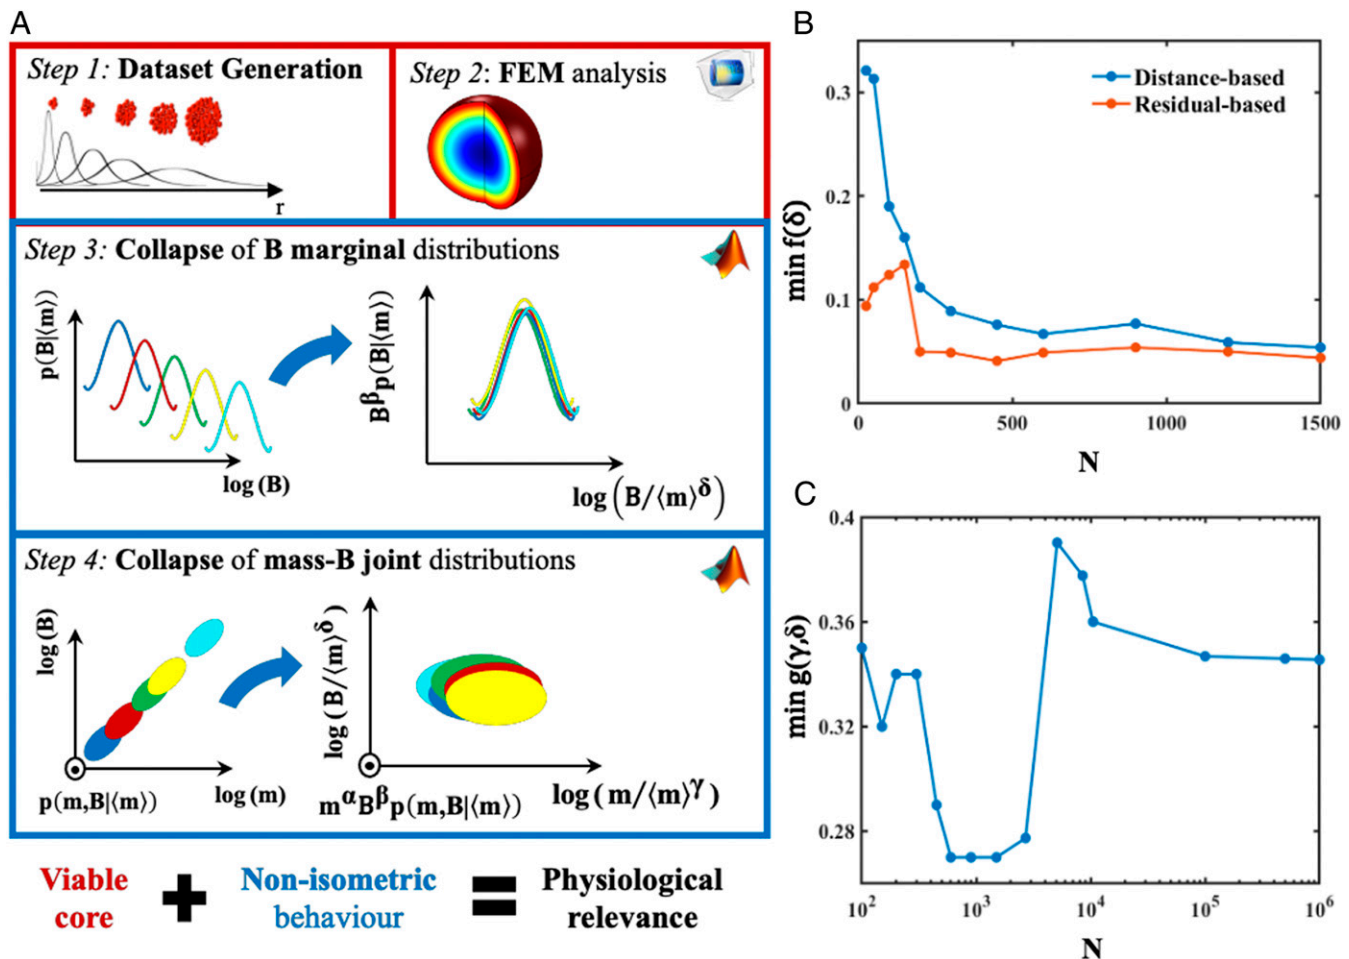 A
Step 1: Dataset Generation
r
Step 2: FEM analysis
Step 3: Collapse of B marginal distributions
p(B|⟨m⟩)
log (B)
B^β p(B|⟨m⟩)
log (B/⟨m⟩^δ)
Step 4: Collapse of mass-B joint distributions
log(B)
p(m,B|⟨m⟩)
log (m)
log (B/⟨m⟩^δ)
m^α B^β p(m,B|⟨m⟩)
log (m/⟨m⟩^γ)
Viable
core
+
Non-isometric
behaviour
=
Physiological
relevance
B
Distance-based
Residual-based
min f(δ)
0.3
0.2
0.1
0
0 500 1000 1500
N
C
min g(γ,δ)
0.4
0.36
0.32
0.28
10^2 10^3 10^4 10^5 10^6
N